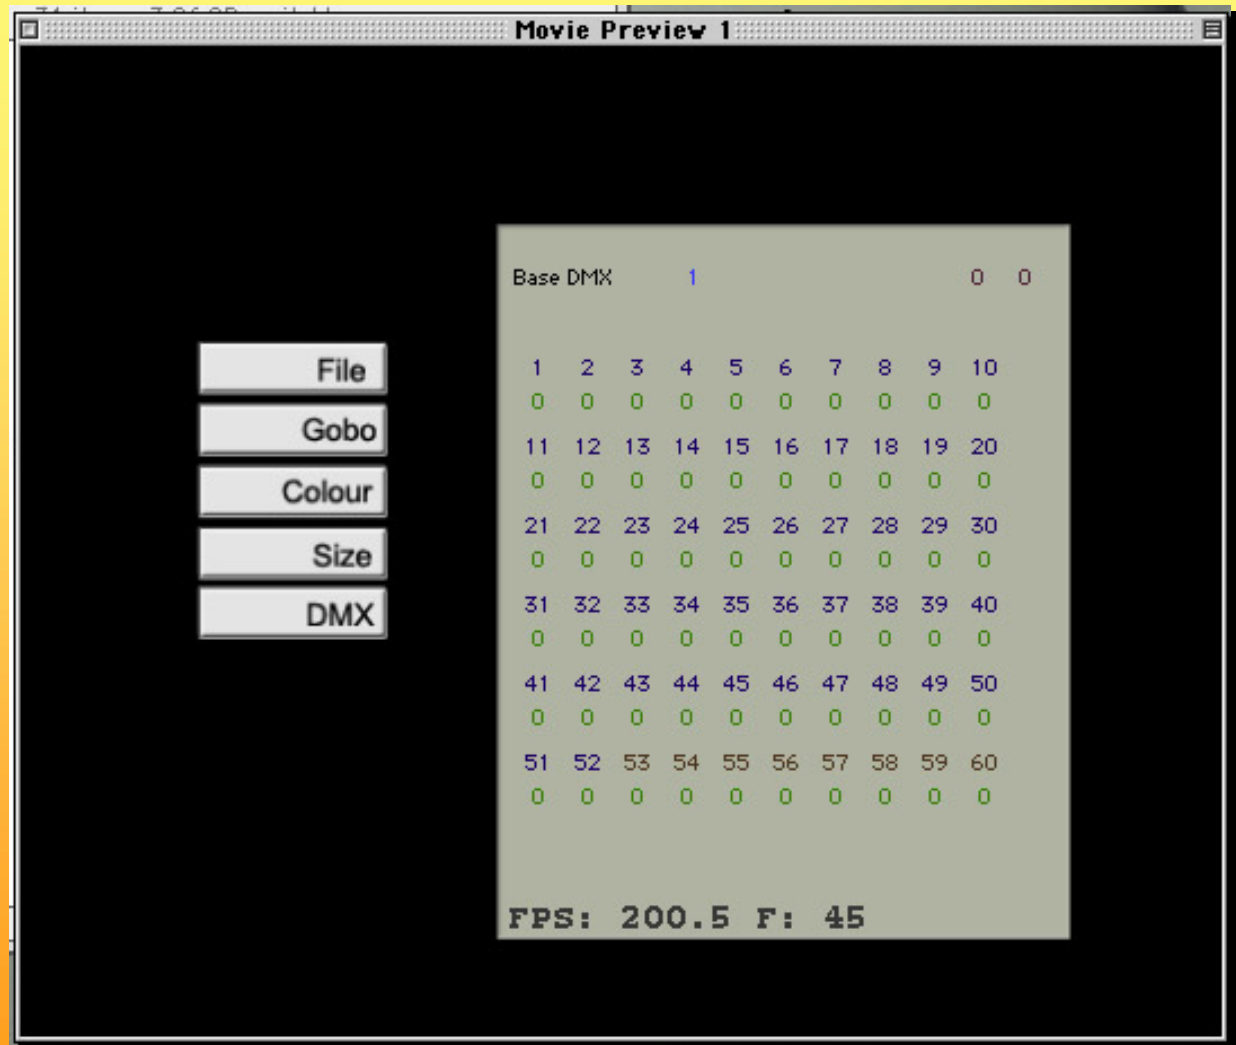 Movie Preview 1
Base DMX 1 0 0
File
Gobo
Colour
Size
DMX
1 2 3 4 5 6 7 8 9 10
0 0 0 0 0 0 0 0 0 0
11 12 13 14 15 16 17 18 19 20
0 0 0 0 0 0 0 0 0 0
21 22 23 24 25 26 27 28 29 30
0 0 0 0 0 0 0 0 0 0
31 32 33 34 35 36 37 38 39 40
0 0 0 0 0 0 0 0 0 0
41 42 43 44 45 46 47 48 49 50
0 0 0 0 0 0 0 0 0 0
51 52 53 54 55 56 57 58 59 60
0 0 0 0 0 0 0 0 0 0
FPS: 200.5 F: 45